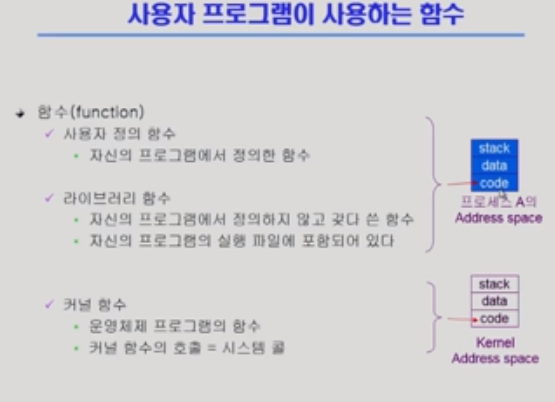 사용자 프로그램이 사용하는 함수
함수(function)
사용자 정의 함수
자신의 프로그램에서 정의한 함수
라이브러리 함수
자신의 프로그램에서 정의하지 않고 갖다 쓴 함수
자신의 프로그램의 실행 파일에 포함되어 있다
stack
data
code
프로세스 A의
Address space
커널 함수
운영체제 프로그램의 함수
커널 함수의 호출 = 시스템 콜
stack
data
code
Kernel
Address space